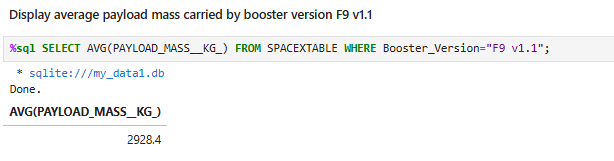 Display average payload mass carried by booster version F9 v1.1
%sql SELECT AVG(PAYLOAD_MASS__KG_) FROM SPACEXTABLE WHERE Booster_Version="F9 v1.1";
* sqlite:///my_data1.db
Done.
AVG(PAYLOAD_MASS__KG_)
2928.4